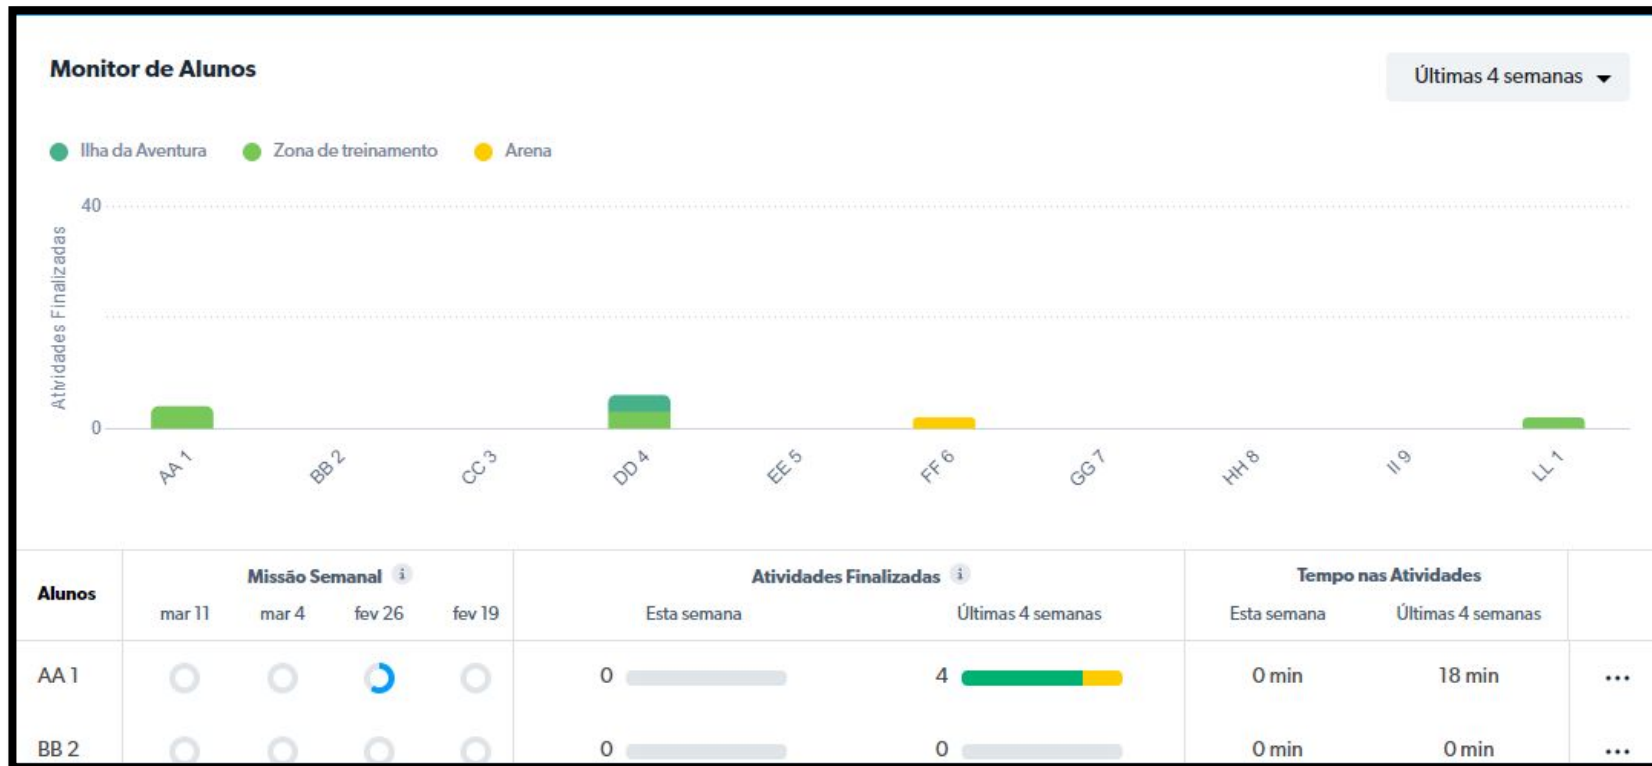 Monitor de Alunos
Últimas 4 semanas
Ilha da Aventura Zona de treinamento Arena
40
Atividades Finalizadas
0
AA 1 BB 2 CC 3 DD 4 EE 5 FF 6 GG 7 HH 8 II 9 LL 1
Alunos Missão Semanal i Atividades Finalizadas i Tempo nas Atividades
mar 11 mar 4 fev 26 fev 19 Esta semana Últimas 4 semanas Esta semana Últimas 4 semanas
AA 1 0 4 0 min 18 min ...
BB 2 0 0 0 min 0 min ...